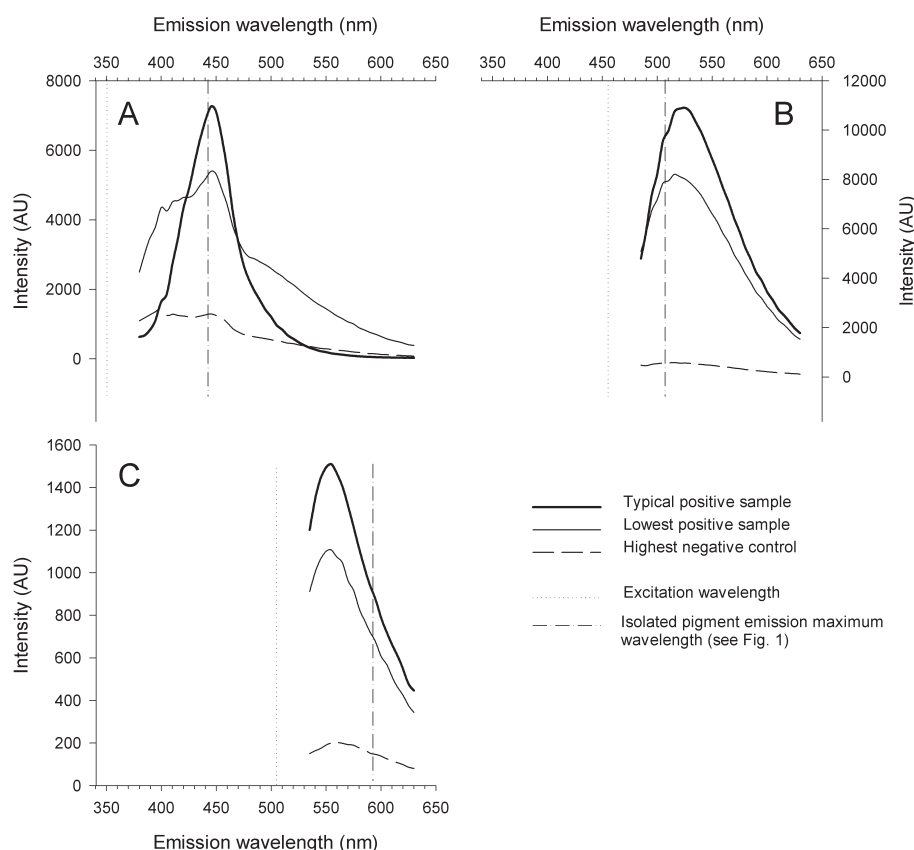 Emission wavelength (nm)
350 400 450 500 550 600 650
A
8000
6000
4000
2000
0
Intensity (AU)
Emission wavelength (nm)
350 400 450 500 550 600 650
B
12000
10000
8000
6000
4000
2000
0
Intensity (AU)
C
1600
1400
1200
1000
800
600
400
200
0
Intensity (AU)
350 400 450 500 550 600 650
Emission wavelength (nm)
Typical positive sample
Lowest positive sample
Highest negative control
Excitation wavelength
Isolated pigment emission maximum
wavelength (see Fig. 1)